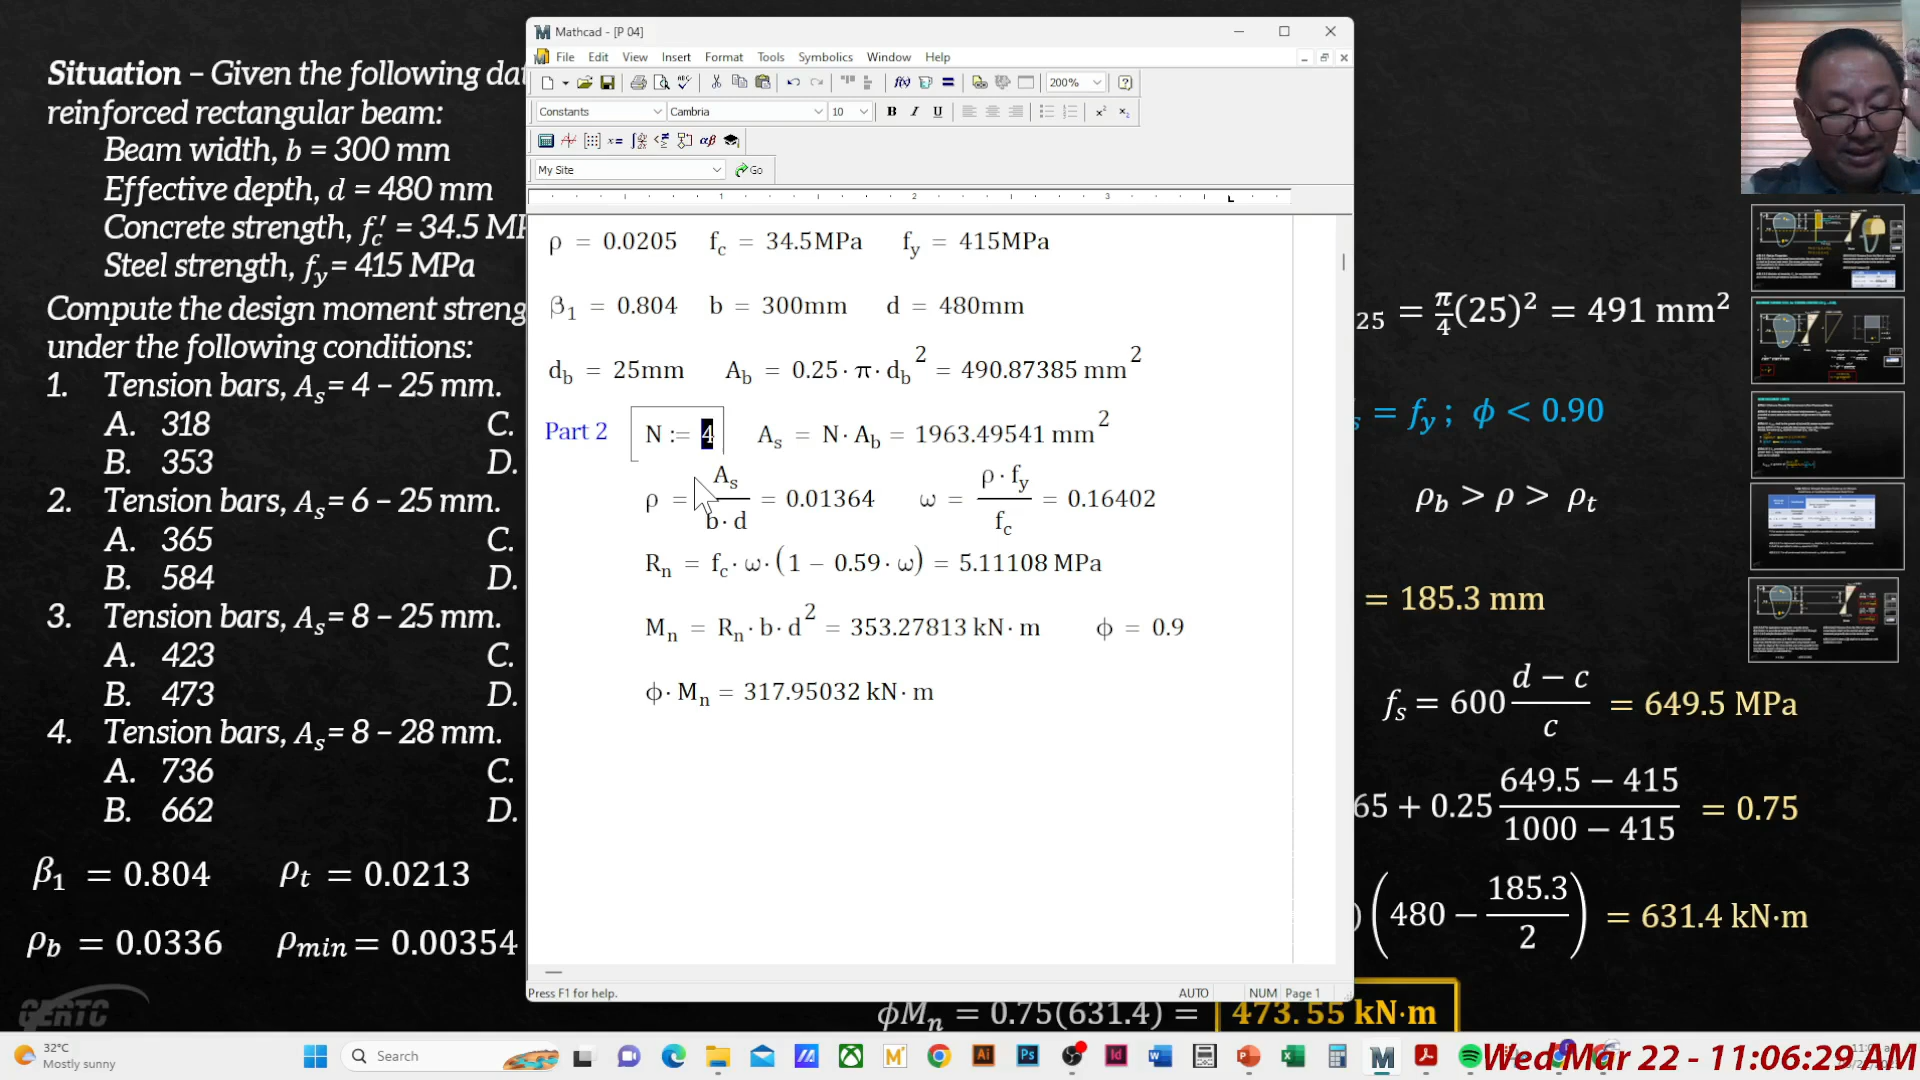 Situation – Given the following dat
reinforced rectangular beam:
Beam width, b = 300 mm
Effective depth, d = 480 mm
Concrete strength, f′c = 34.5 MP
Steel strength, fy = 415 MPa
Compute the design moment streng
under the following conditions:
1. Tension bars, As = 4 – 25 mm.
A. 318 C.
B. 353 D.
2. Tension bars, As = 6 – 25 mm.
A. 365 C.
B. 584 D.
3. Tension bars, As = 8 – 25 mm.
A. 423 C.
B. 473 D.
4. Tension bars, As = 8 – 28 mm.
A. 736 C.
B. 662 D.
β1 = 0.804 ρt = 0.0213
ρb = 0.0336 ρmin = 0.00354
GERTC
Mathcad - [P 04]
File Edit View Insert Format Tools Symbolics Window Help
200%
Constants Cambria 10 B I U
My Site Go
1 2 3
ρ = 0.0205 fc = 34.5MPa fy = 415MPa
β1 = 0.804 b = 300mm d = 480mm
db = 25mm Ab = 0.25·π·db² = 490.87385 mm²
Part 2 N := 4 As = N·Ab = 1963.49541 mm²
ρ = As / b·d = 0.01364 ω = ρ·fy / fc = 0.16402
Rn = fc·ω·(1 − 0.59·ω) = 5.11108 MPa
Mn = Rn·b·d² = 353.27813 kN·m ϕ = 0.9
ϕ·Mn = 317.95032 kN·m
Press F1 for help. AUTO NUM Page 1
25 = π/4 (25)² = 491 mm²
s = fy ; ϕ < 0.90
ρb > ρ > ρt
= 185.3 mm
fs = 600 (d − c)/c = 649.5 MPa
65 + 0.25 (649.5 − 415)/(1000 − 415) = 0.75
) (480 − 185.3/2) = 631.4 kN·m
ϕMn = 0.75(631.4) = 473.55 kN·m
32°C
Mostly sunny
Search
Wed Mar 22 - 11:06:29 AM